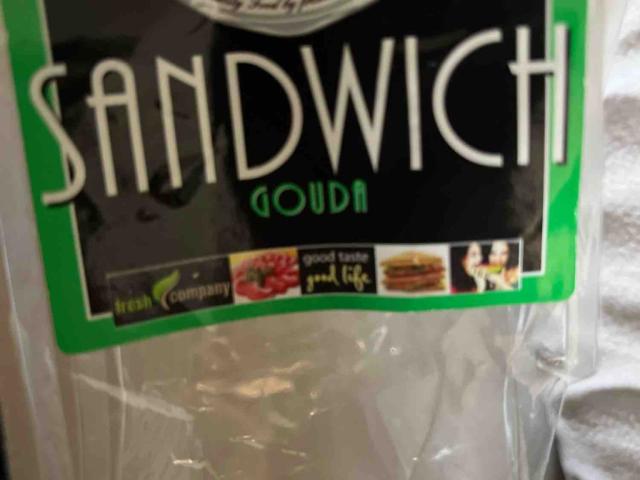 SANDWICH
GOUDA
fresh company
good taste
good life